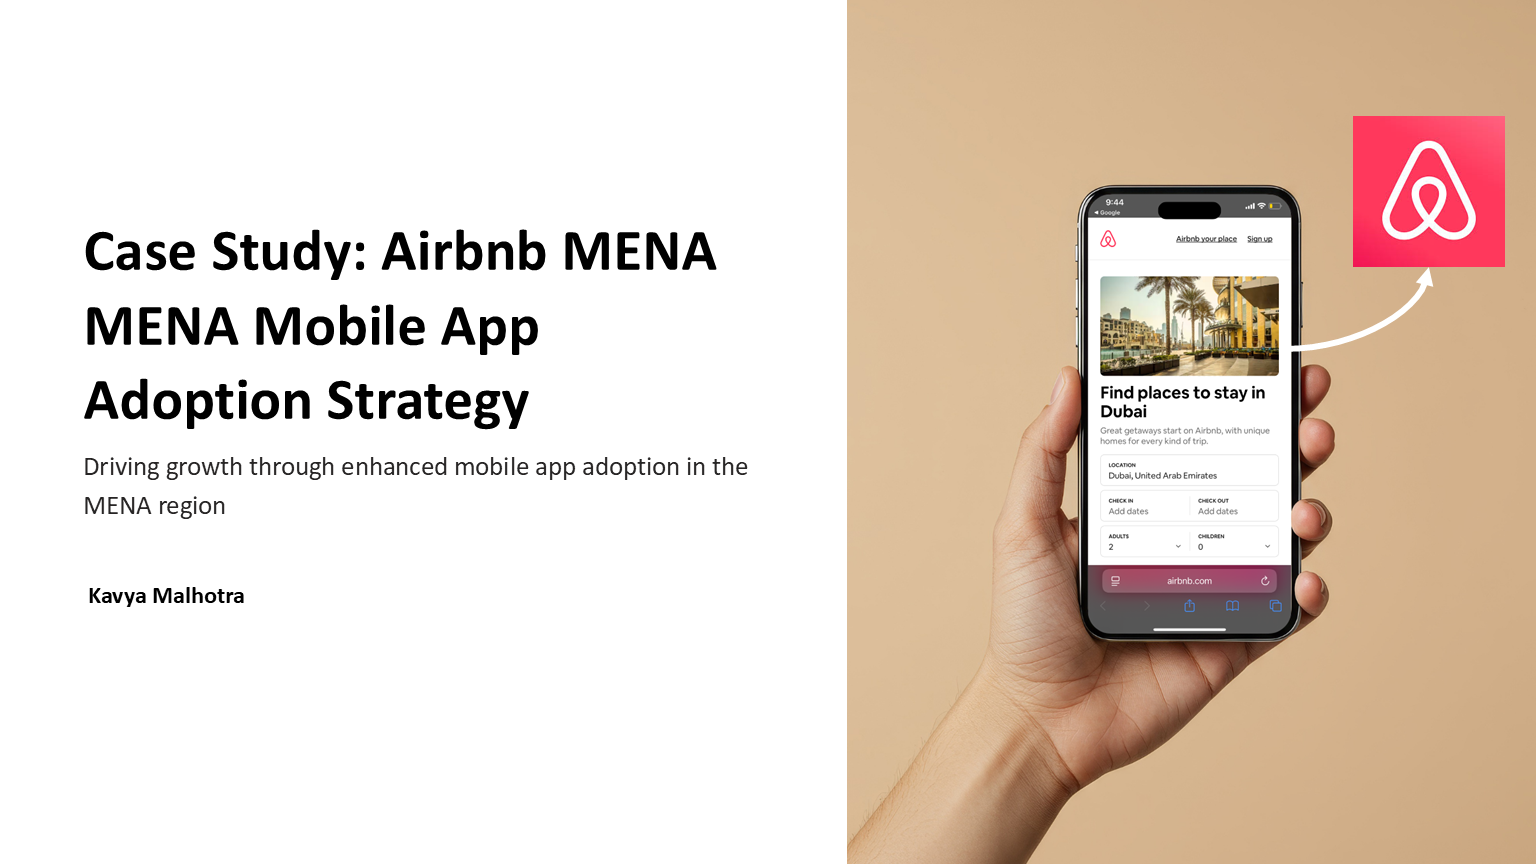 Case Study: Airbnb MENA
MENA Mobile App
Adoption Strategy
Driving growth through enhanced mobile app adoption in the
MENA region
Kavya Malhotra
9:44
Google
Airbnb your place Sign up
Find places to stay in
Dubai
Great getaways start on Airbnb, with unique
homes for every kind of trip.
LOCATION
Dubai, United Arab Emirates
CHECK IN CHECK OUT
Add dates Add dates
ADULTS CHILDREN
2 0
airbnb.com